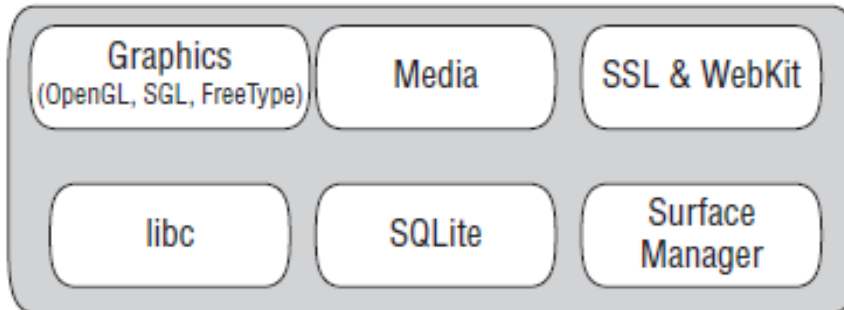 Graphics
(OpenGL, SGL, FreeType)
Media
SSL & WebKit
libc
SQLite
Surface
Manager